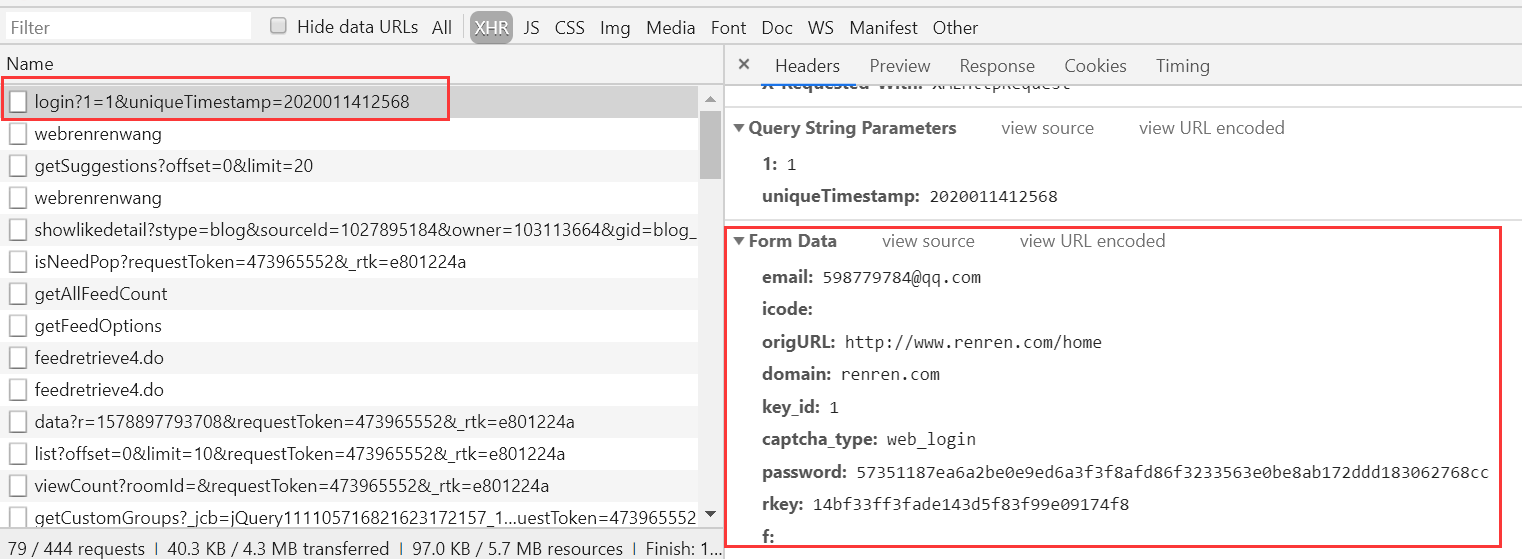 Filter Hide data URLs All XHR JS CSS Img Media Font Doc WS Manifest Other
Name
login?1=1&uniqueTimestamp=2020011412568
webrenrenwang
getSuggestions?offset=0&limit=20
webrenrenwang
showlikedetail?stype=blog&sourceId=1027895184&owner=103113664&gid=blog_
isNeedPop?requestToken=473965552&_rtk=e801224a
getAllFeedCount
getFeedOptions
feedretrieve4.do
feedretrieve4.do
data?r=1578897793708&requestToken=473965552&_rtk=e801224a
list?offset=0&limit=10&requestToken=473965552&_rtk=e801224a
viewCount?roomId=&requestToken=473965552&_rtk=e801224a
getCustomGroups?_jcb=jQuery111105716821623172157_1...uestToken=473965552
79 / 444 requests | 40.3 KB / 4.3 MB transferred | 97.0 KB / 5.7 MB resources | Finish: 1...
× Headers Preview Response Cookies Timing
X-Requested-With: XMLHttpRequest
Query String Parameters view source view URL encoded
1: 1
uniqueTimestamp: 2020011412568
Form Data view source view URL encoded
email: 598779784@qq.com
icode:
origURL: http://www.renren.com/home
domain: renren.com
key_id: 1
captcha_type: web_login
password: 57351187ea6a2be0e9ed6a3f3f8afd86f3233563e0be8ab172ddd183062768cc
rkey: 14bf33ff3fade143d5f83f99e09174f8
f: